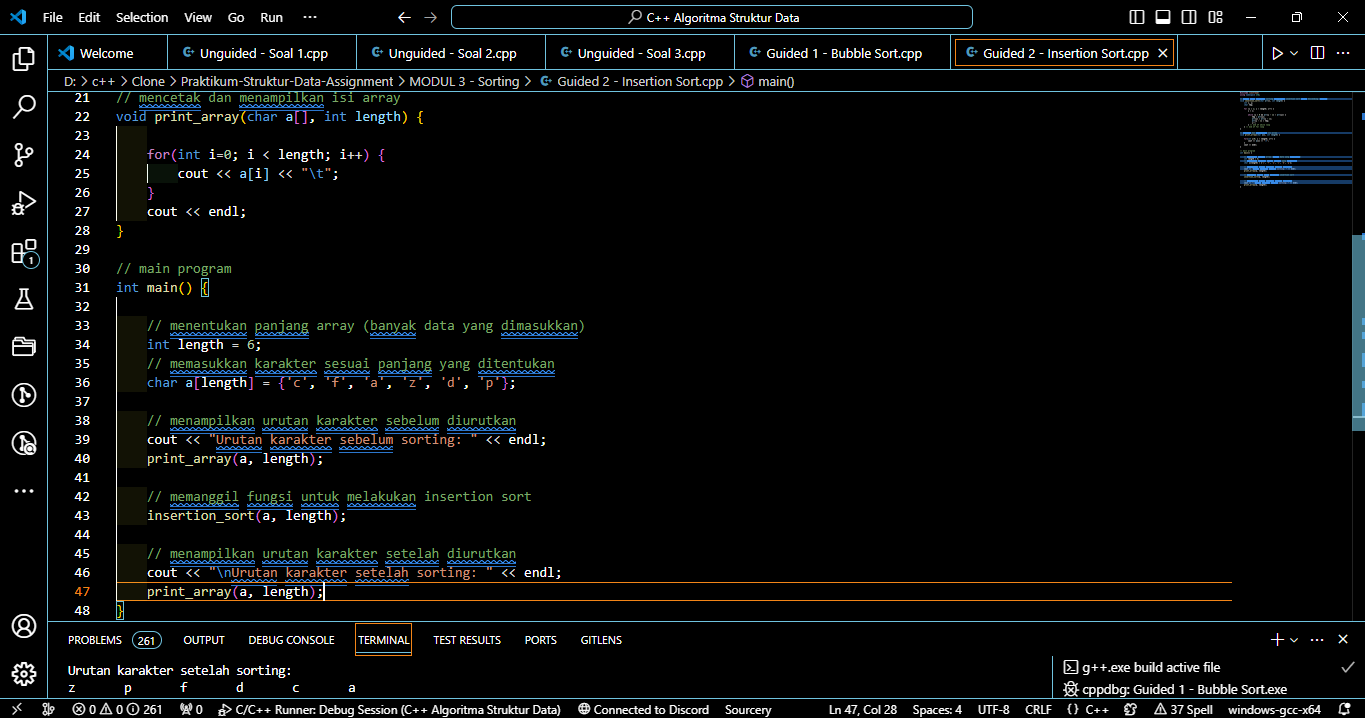 File Edit Selection View Go Run ··· C++ Algoritma Struktur Data
Welcome Unguided - Soal 1.cpp Unguided - Soal 2.cpp Unguided - Soal 3.cpp Guided 1 - Bubble Sort.cpp Guided 2 - Insertion Sort.cpp
D: > c++ > Clone > Praktikum-Struktur-Data-Assignment > MODUL 3 - Sorting > Guided 2 - Insertion Sort.cpp > main()
21 // mencetak dan menampilkan isi array
22 void print_array(char a[], int length) {
23
24 for(int i=0; i < length; i++) {
25 cout << a[i] << "\t";
26 }
27 cout << endl;
28 }
29
30 // main program
31 int main() {
32
33 // menentukan panjang array (banyak data yang dimasukkan)
34 int length = 6;
35 // memasukkan karakter sesuai panjang yang ditentukan
36 char a[length] = {'c', 'f', 'a', 'z', 'd', 'p'};
37
38 // menampilkan urutan karakter sebelum diurutkan
39 cout << "Urutan karakter sebelum sorting: " << endl;
40 print_array(a, length);
41
42 // memanggil fungsi untuk melakukan insertion sort
43 insertion_sort(a, length);
44
45 // menampilkan urutan karakter setelah diurutkan
46 cout << "\nUrutan karakter setelah sorting: " << endl;
47 print_array(a, length);
48 }
1
PROBLEMS 261 OUTPUT DEBUG CONSOLE TERMINAL TEST RESULTS PORTS GITLENS
Urutan karakter setelah sorting:
z p f d c a
g++.exe build active file
cppdbg: Guided 1 - Bubble Sort.exe
0 0 261 0 C/C++ Runner: Debug Session (C++ Algoritma Struktur Data) Connected to Discord Sourcery Ln 47, Col 28 Spaces: 4 UTF-8 CRLF {} C++ 37 Spell windows-gcc-x64